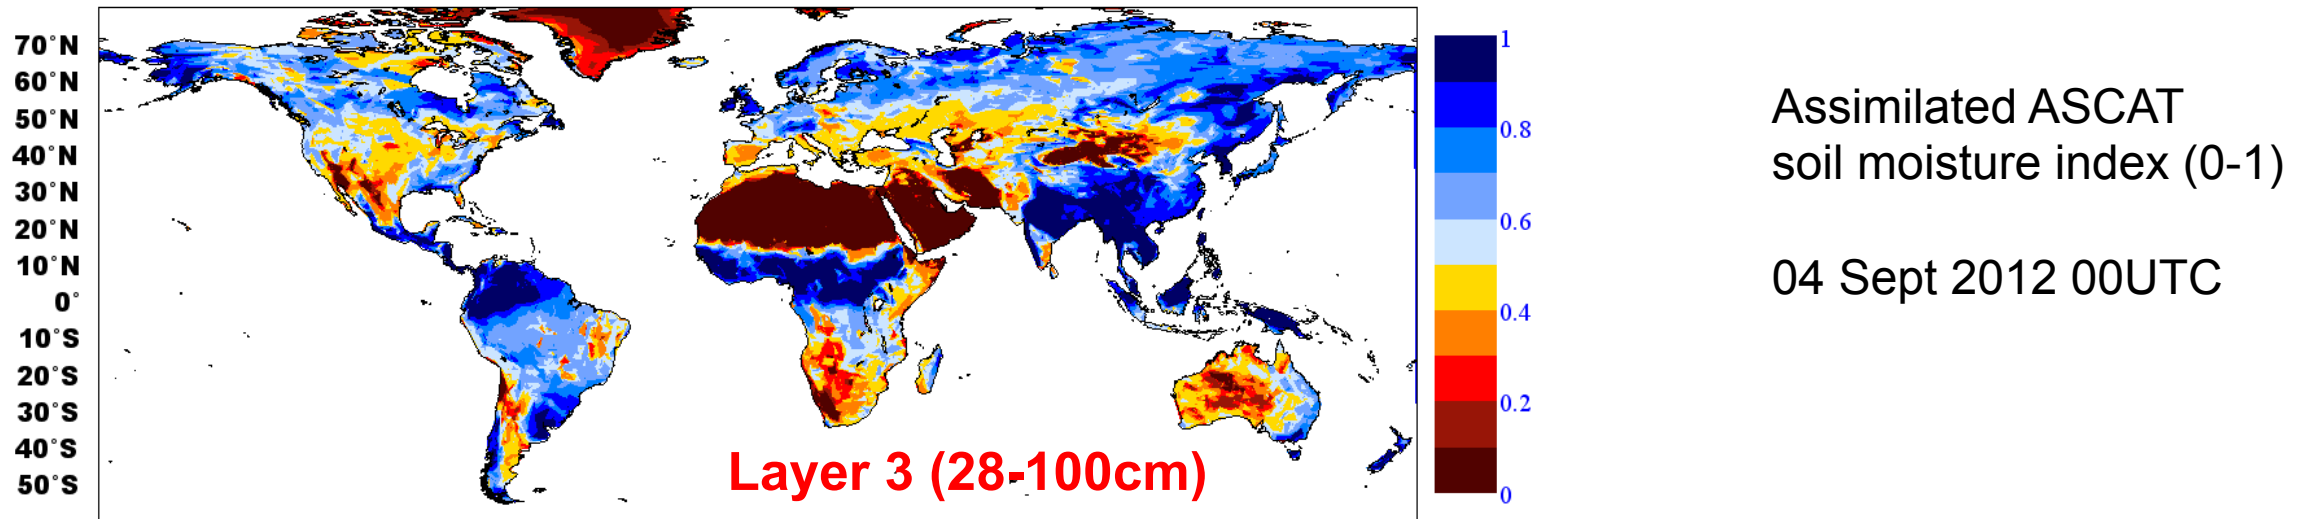 70°N
60°N
50°N
40°N
30°N
20°N
10°N
0°
10°S
20°S
30°S
40°S
50°S
Layer 3 (28-100cm)
1
0.8
0.6
0.4
0.2
0
Assimilated ASCAT
soil moisture index (0-1)
04 Sept 2012 00UTC